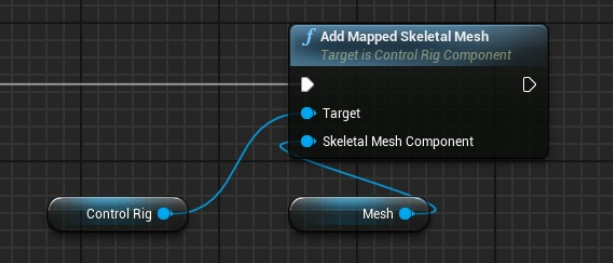 Add Mapped Skeletal Mesh
Target is Control Rig Component
Target
Skeletal Mesh Component
Control Rig
Mesh